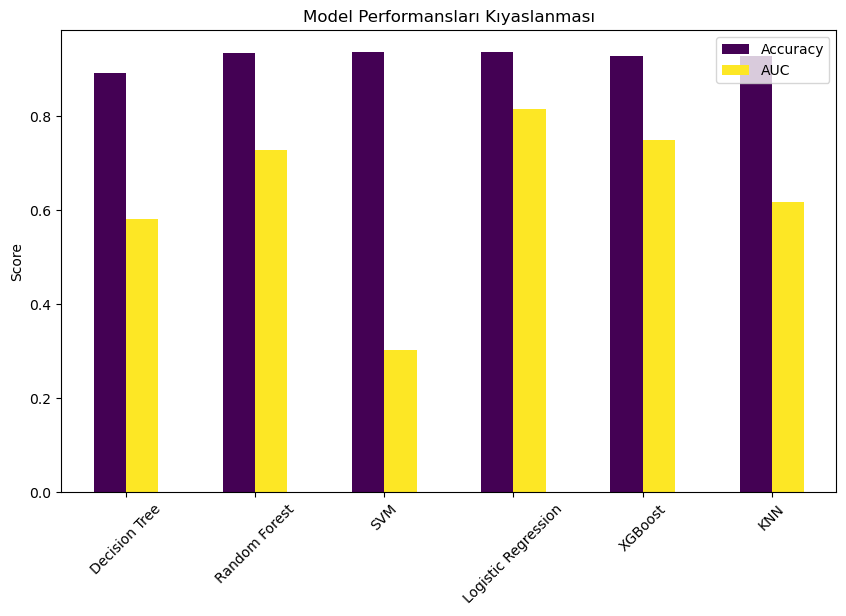 Model Performansları Kıyaslanması
Accuracy
AUC
Score
0.8
0.6
0.4
0.2
0.0
Decision Tree
Random Forest
SVM
Logistic Regression
XGBoost
KNN